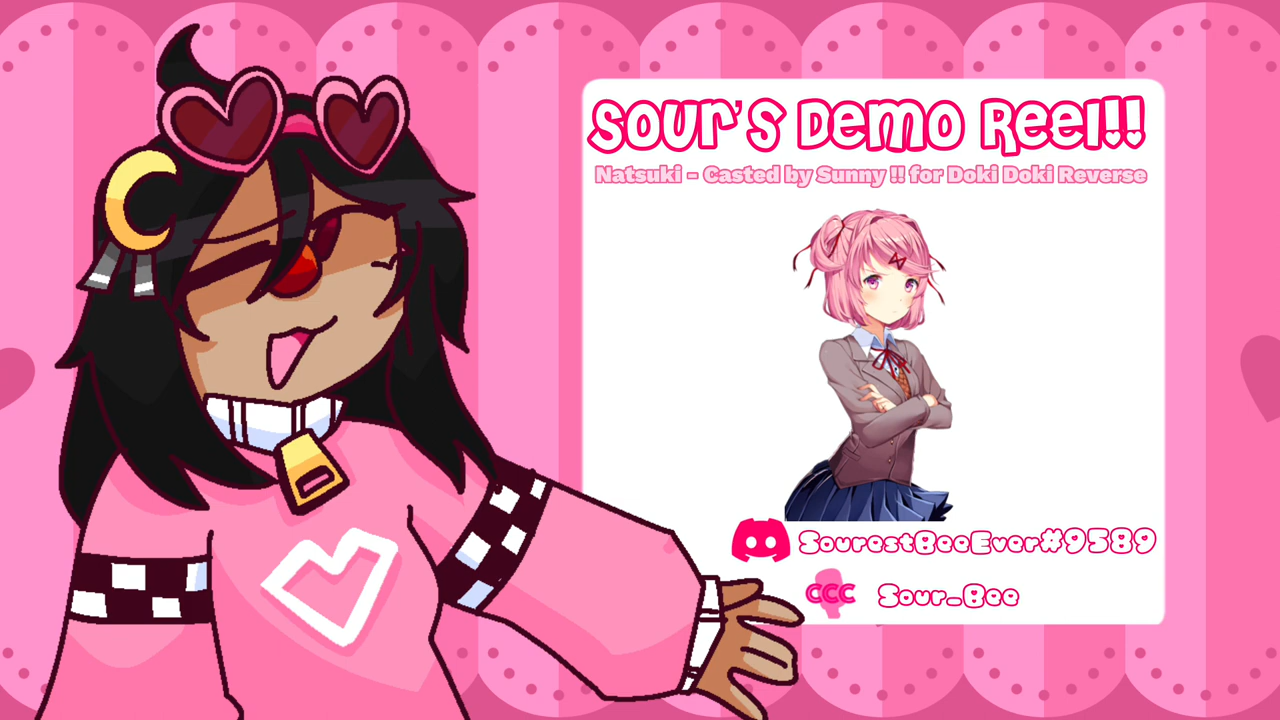 Sour's Demo Reel!!
Natsuki - Casted by Sunny !! for Doki Doki Reverse
SourestBeeEver#9589
CCC
Sour_Bee